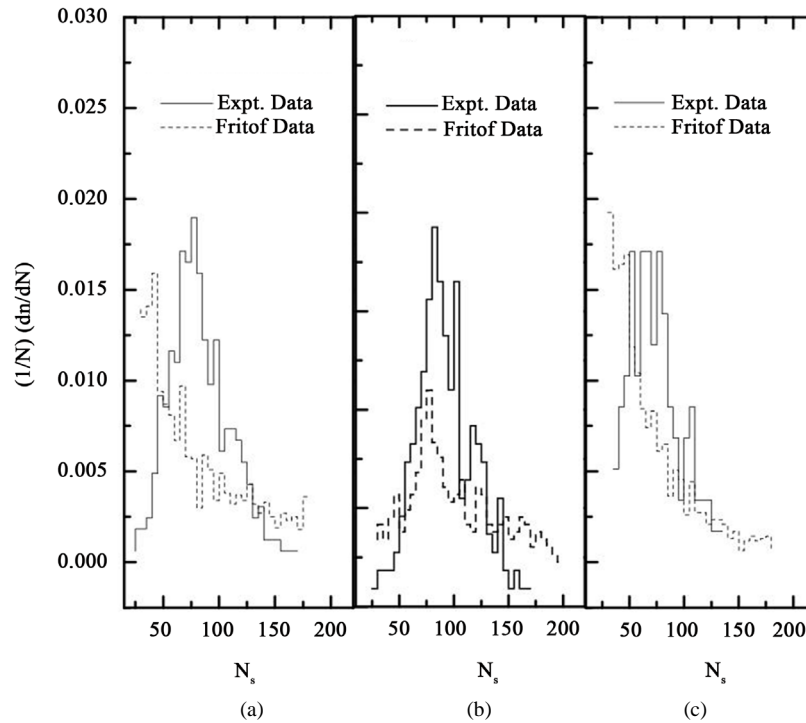 0.030
0.025
0.020
0.015
0.010
0.005
0.000
(1/N) (dn/dN)
Expt. Data
Fritof Data
Expt. Data
Fritof Data
Expt. Data
Fritof Data
50 100 150 200
50 100 150 200
50 100 150 200
Ns
Ns
Ns
(a)
(b)
(c)